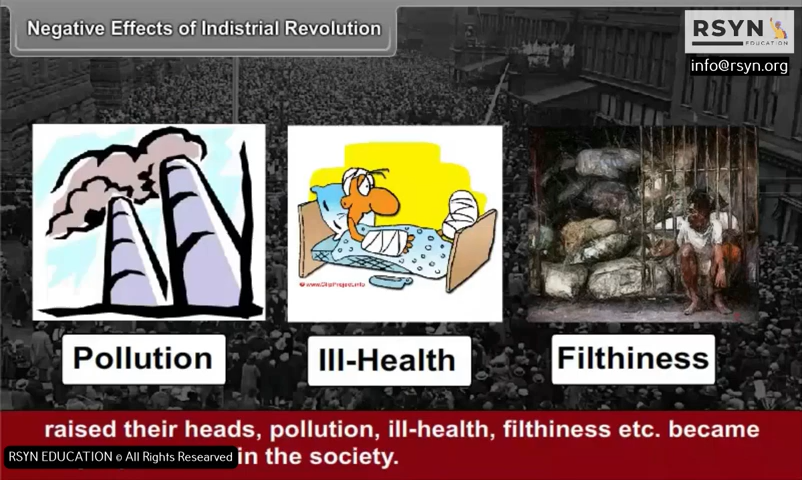 Negative Effects of Indistrial Revolution
RSYN
EDUCATION
info@rsyn.org
Pollution
Ill-Health
Filthiness
raised their heads, pollution, ill-health, filthiness etc. became
in the society.
RSYN EDUCATION © All Rights Researved